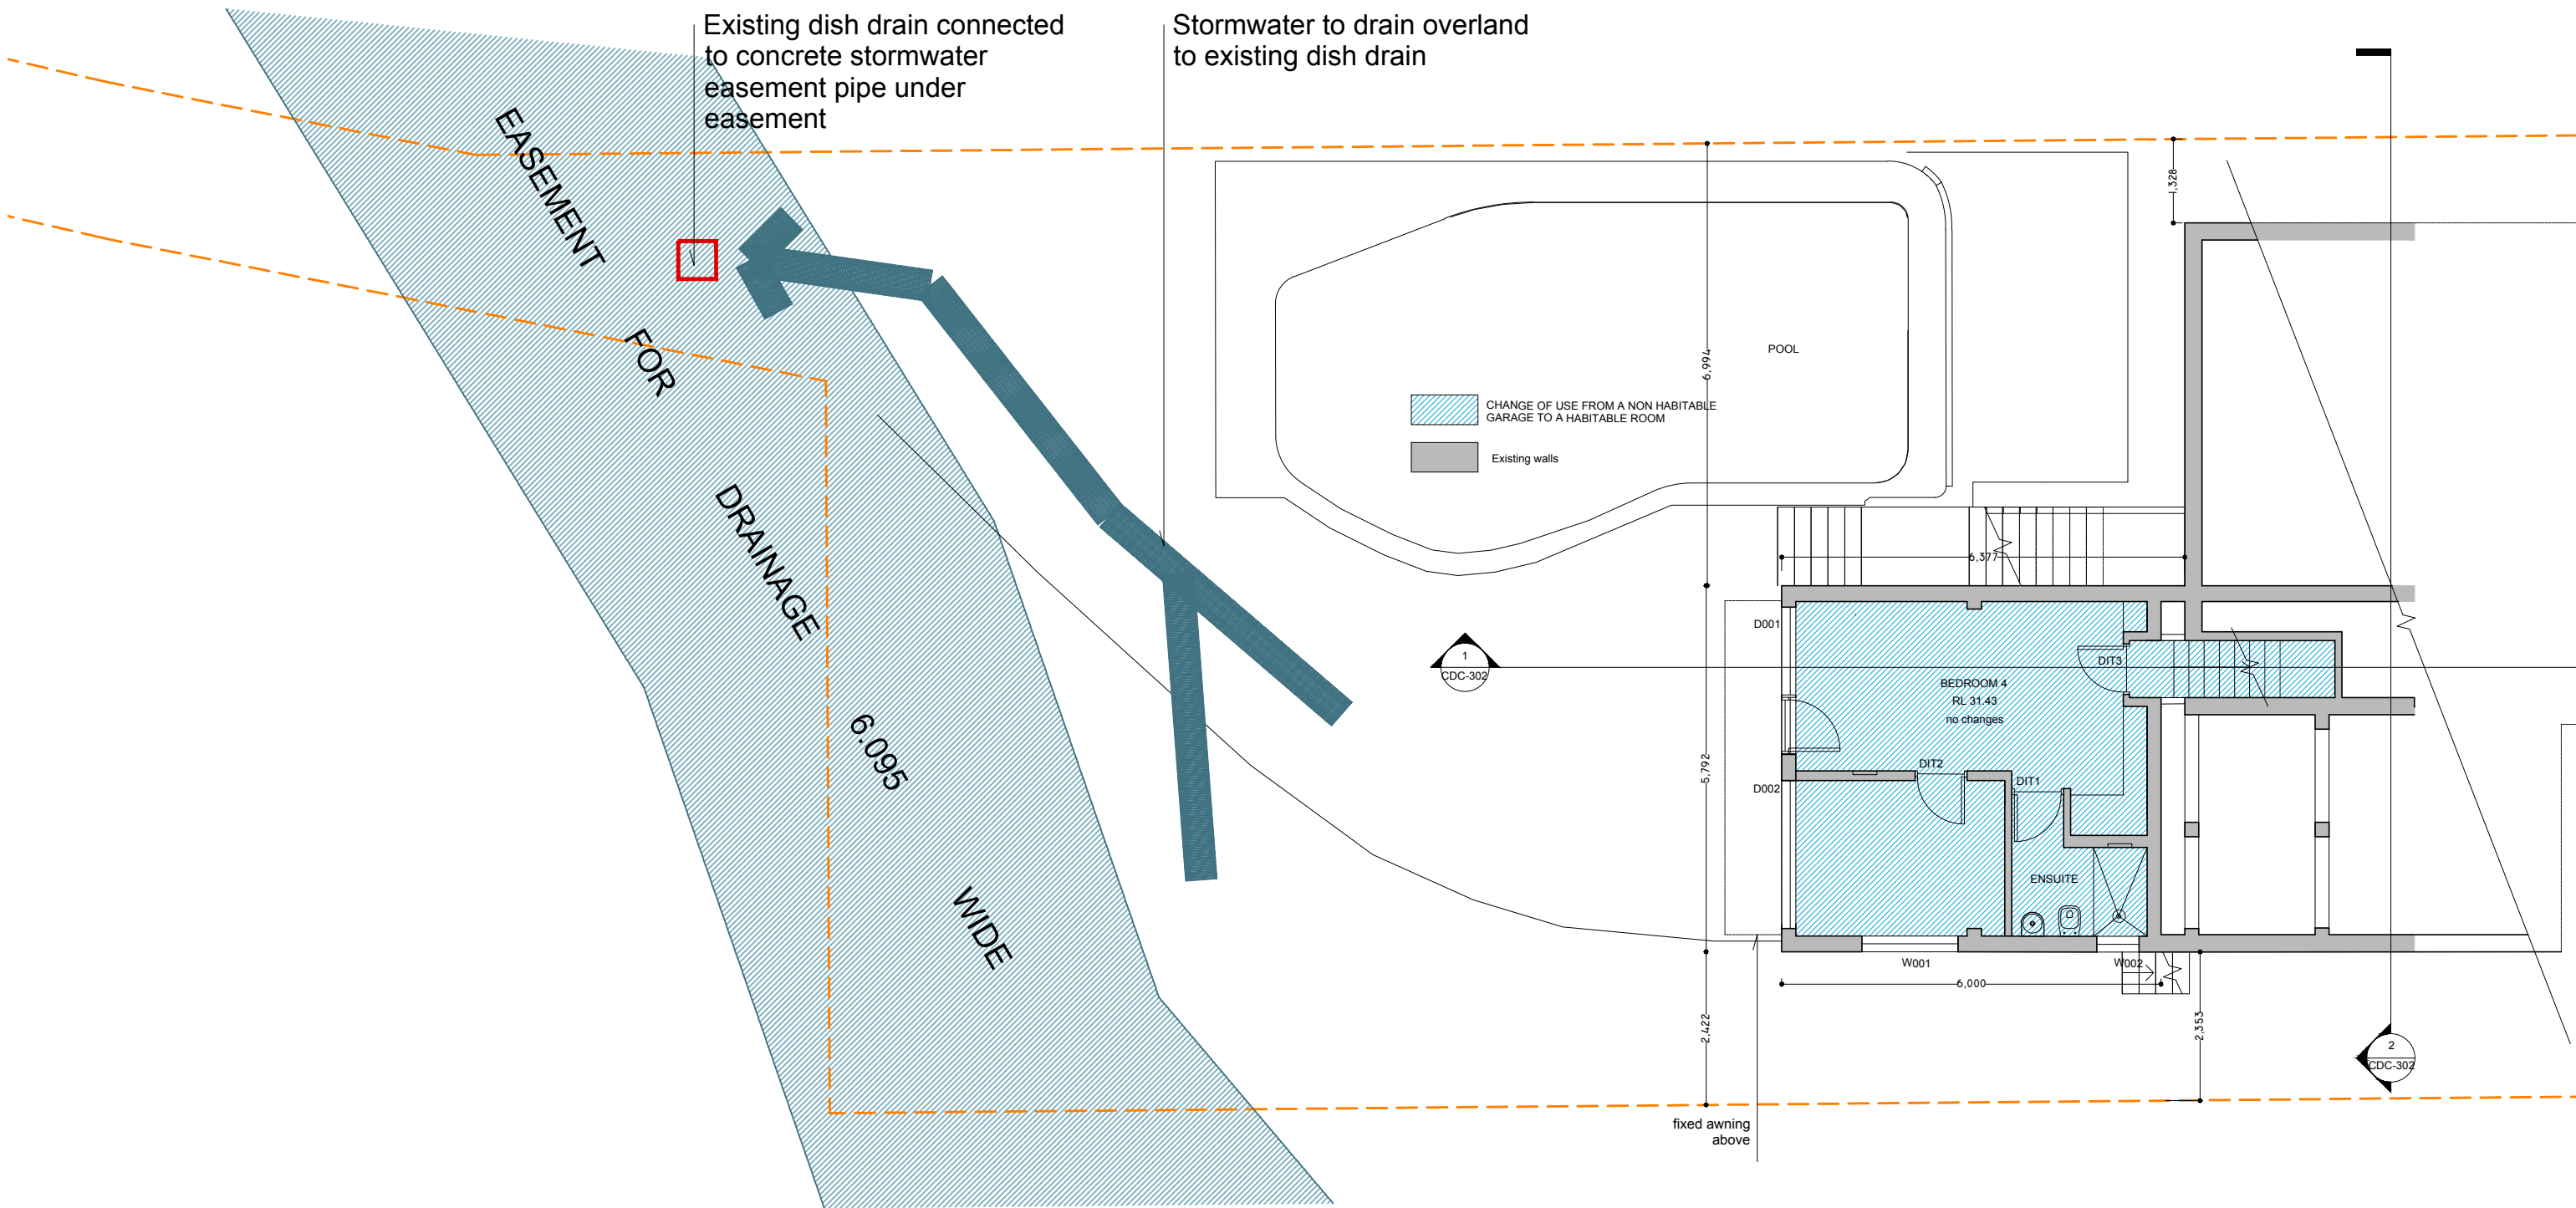 Existing dish drain connected
to concrete stormwater
easement pipe under
easement
Stormwater to drain overland
to existing dish drain
EASEMENT
FOR
DRAINAGE
6.095
WIDE
1,328
6,994
POOL
CHANGE OF USE FROM A NON HABITABLE
GARAGE TO A HABITABLE ROOM
Existing walls
6,377
D001
1
CDC-302
DIT3
BEDROOM 4
RL 31.43
no changes
5,792
DIT2
DIT1
D002
ENSUITE
W001
W002
6,000
2,422
2,353
2
CDC-302
fixed awning
above